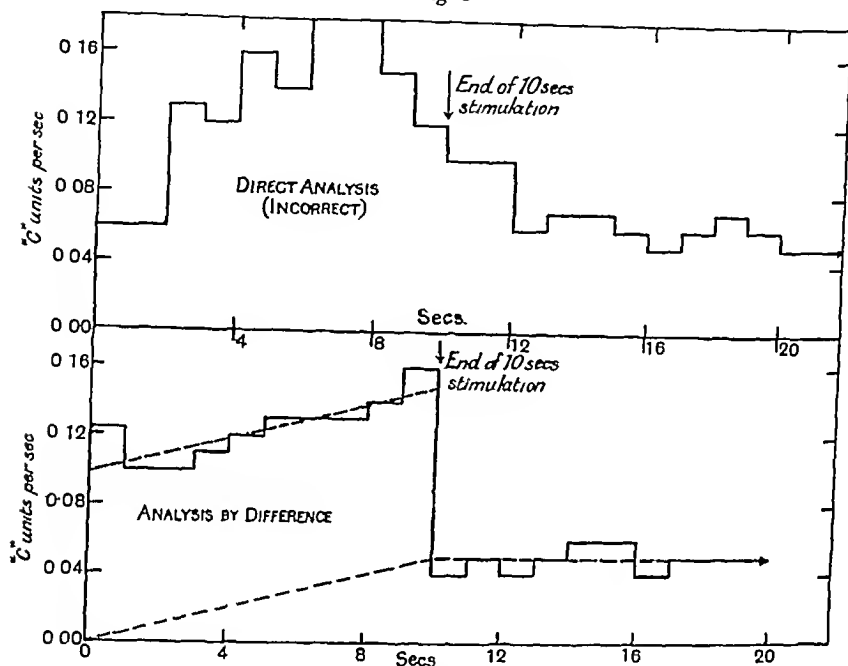 0 16
0 12
0 08
0 04
0 00
"C" units per sec
End of 10 secs
stimulation
DIRECT ANALYSIS
(INCORRECT)
Secs.
4 8 12 16 20
0 16
0 12
0 08
0 04
0 00
"C" units per sec
End of 10 secs
stimulation
ANALYSIS BY DIFFERENCE
0 4 8 12 16 20
Secs